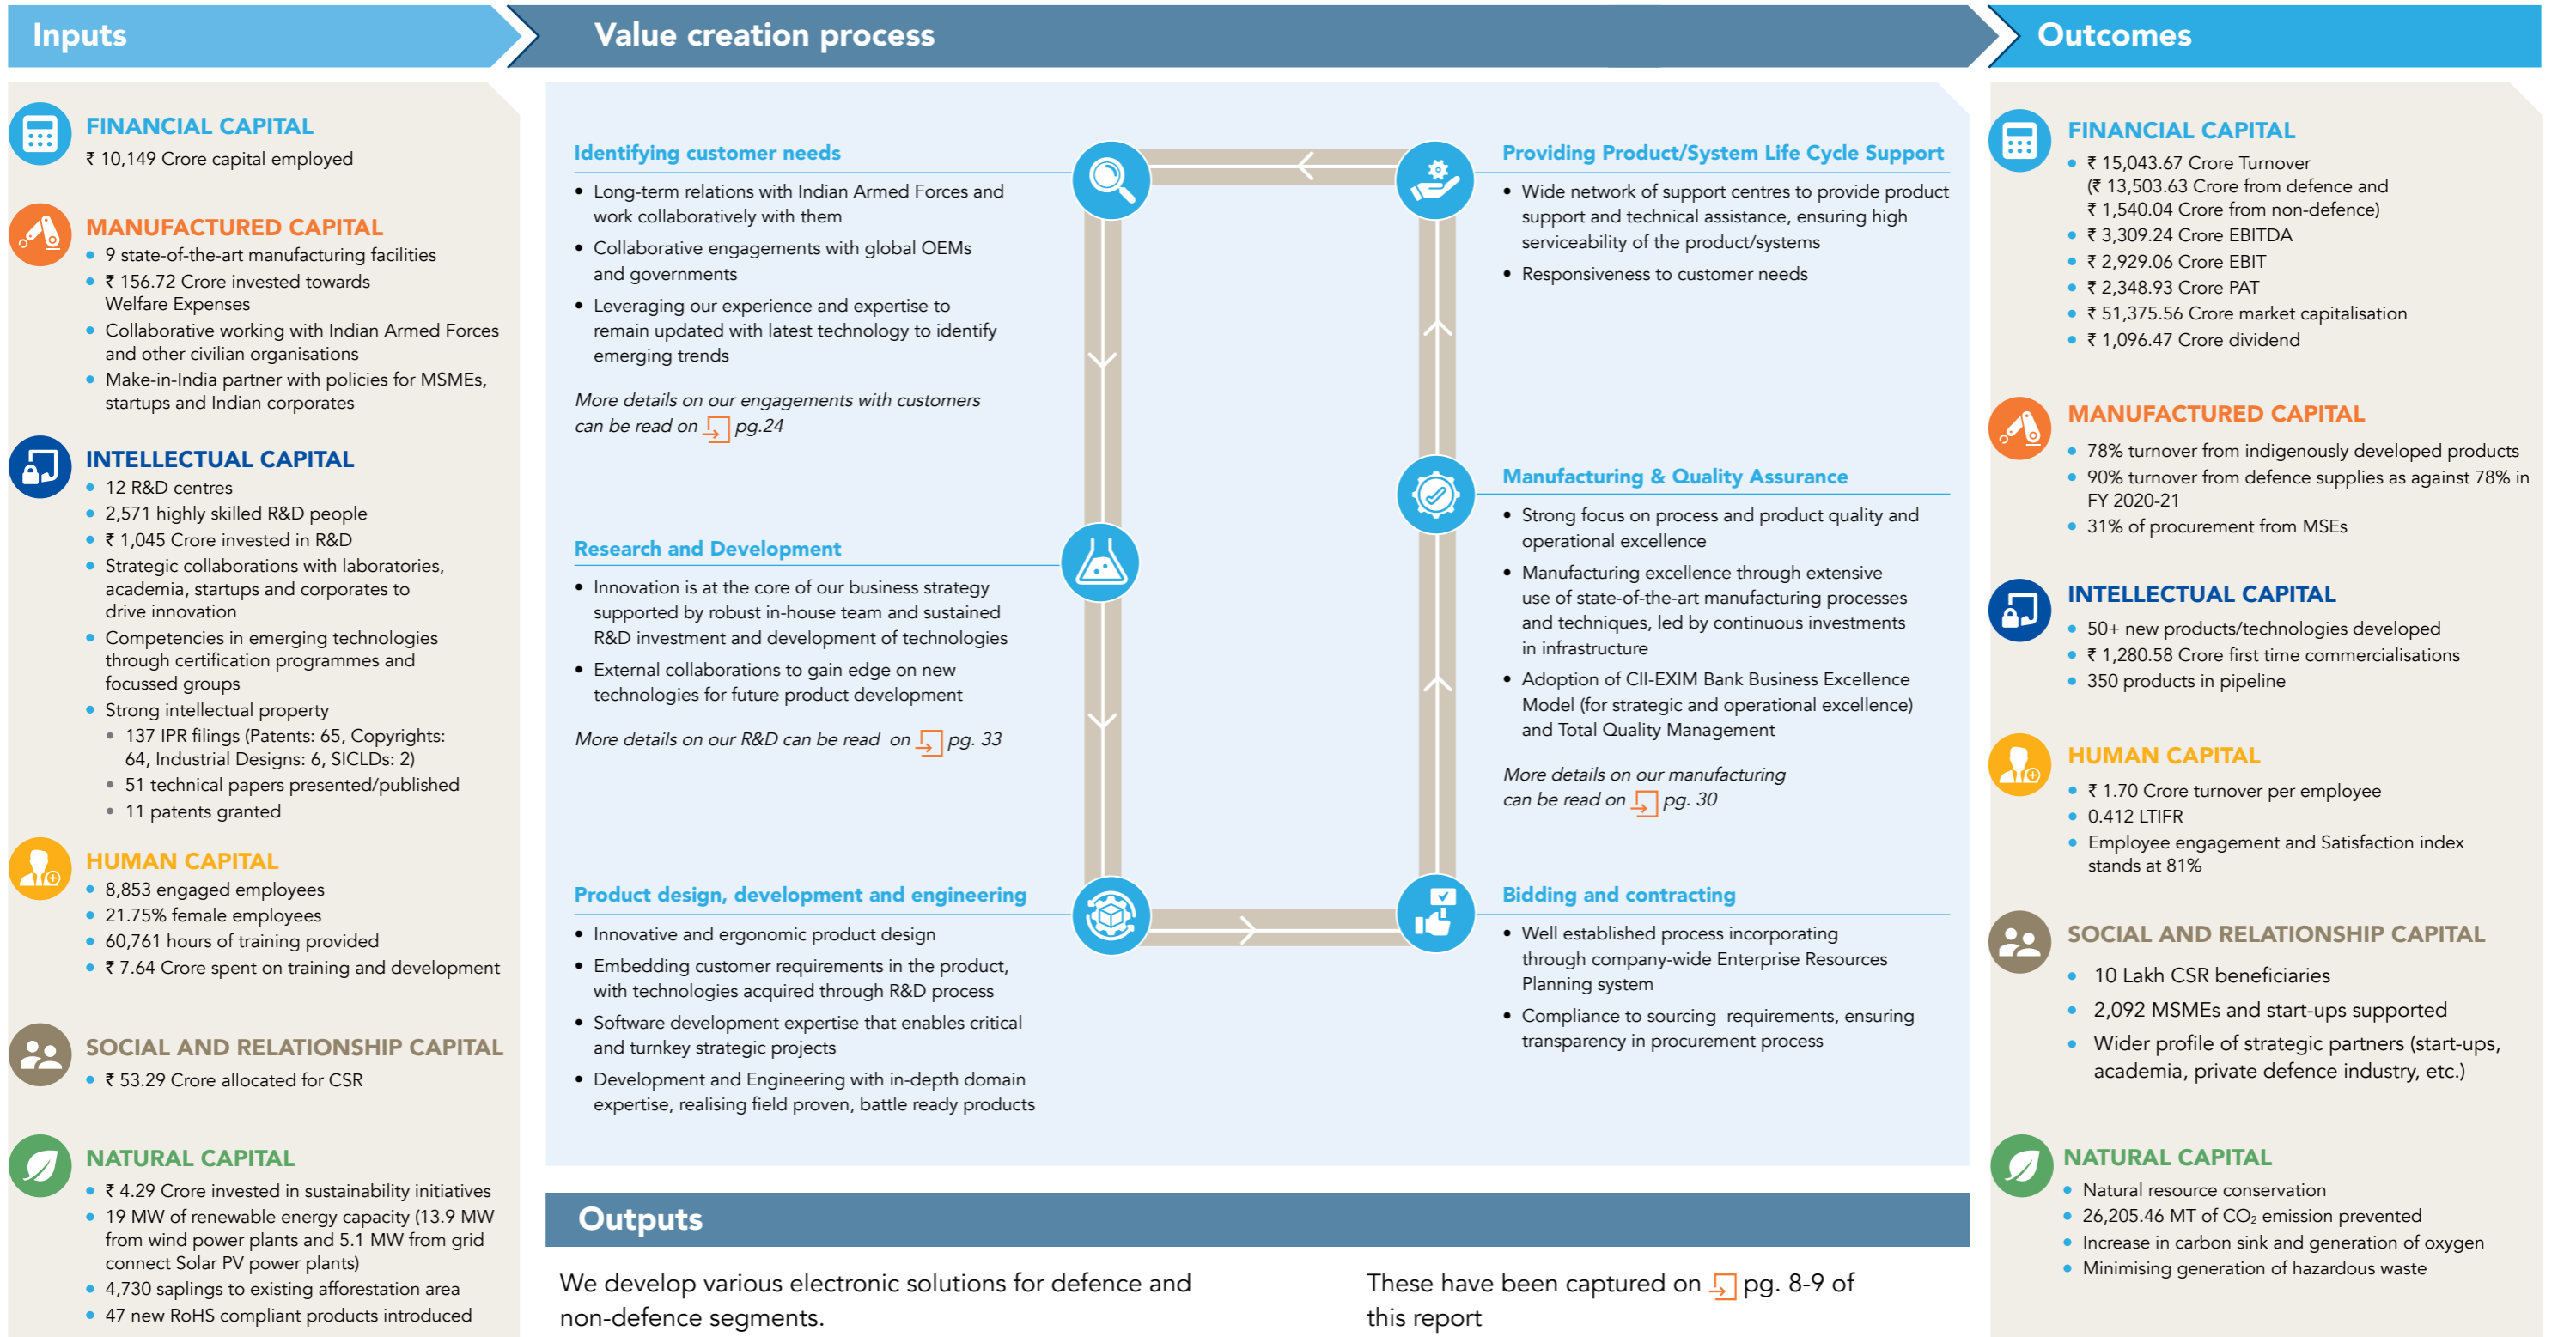 Inputs
FINANCIAL CAPITAL
₹ 10,149 Crore capital employed
MANUFACTURED CAPITAL
• 9 state-of-the-art manufacturing facilities
• ₹ 156.72 Crore invested towards
Welfare Expenses
• Collaborative working with Indian Armed Forces
and other civilian organisations
• Make-in-India partner with policies for MSMEs,
startups and Indian corporates
INTELLECTUAL CAPITAL
• 12 R&D centres
• 2,571 highly skilled R&D people
• ₹ 1,045 Crore invested in R&D
• Strategic collaborations with laboratories,
academia, startups and corporates to
drive innovation
• Competencies in emerging technologies
through certification programmes and
focussed groups
• Strong intellectual property
• 137 IPR filings (Patents: 65, Copyrights:
64, Industrial Designs: 6, SICLDs: 2)
• 51 technical papers presented/published
• 11 patents granted
HUMAN CAPITAL
• 8,853 engaged employees
• 21.75% female employees
• 60,761 hours of training provided
• ₹ 7.64 Crore spent on training and development
SOCIAL AND RELATIONSHIP CAPITAL
• ₹ 53.29 Crore allocated for CSR
NATURAL CAPITAL
• ₹ 4.29 Crore invested in sustainability initiatives
• 19 MW of renewable energy capacity (13.9 MW
from wind power plants and 5.1 MW from grid
connect Solar PV power plants)
• 4,730 saplings to existing afforestation area
• 47 new RoHS compliant products introduced
Value creation process
Identifying customer needs
• Long-term relations with Indian Armed Forces and
work collaboratively with them
• Collaborative engagements with global OEMs
and governments
• Leveraging our experience and expertise to
remain updated with latest technology to identify
emerging trends
More details on our engagements with customers
can be read on pg.24
Research and Development
• Innovation is at the core of our business strategy
supported by robust in-house team and sustained
R&D investment and development of technologies
• External collaborations to gain edge on new
technologies for future product development
More details on our R&D can be read on pg. 33
Product design, development and engineering
• Innovative and ergonomic product design
• Embedding customer requirements in the product,
with technologies acquired through R&D process
• Software development expertise that enables critical
and turnkey strategic projects
• Development and Engineering with in-depth domain
expertise, realising field proven, battle ready products
Providing Product/System Life Cycle Support
• Wide network of support centres to provide product
support and technical assistance, ensuring high
serviceability of the product/systems
• Responsiveness to customer needs
Manufacturing & Quality Assurance
• Strong focus on process and product quality and
operational excellence
• Manufacturing excellence through extensive
use of state-of-the-art manufacturing processes
and techniques, led by continuous investments
in infrastructure
• Adoption of CII-EXIM Bank Business Excellence
Model (for strategic and operational excellence)
and Total Quality Management
More details on our manufacturing
can be read on pg. 30
Bidding and contracting
• Well established process incorporating
through company-wide Enterprise Resources
Planning system
• Compliance to sourcing requirements, ensuring
transparency in procurement process
Outputs
We develop various electronic solutions for defence and
non-defence segments.
These have been captured on pg. 8-9 of
this report
Outcomes
FINANCIAL CAPITAL
• ₹ 15,043.67 Crore Turnover
(₹ 13,503.63 Crore from defence and
₹ 1,540.04 Crore from non-defence)
• ₹ 3,309.24 Crore EBITDA
• ₹ 2,929.06 Crore EBIT
• ₹ 2,348.93 Crore PAT
• ₹ 51,375.56 Crore market capitalisation
• ₹ 1,096.47 Crore dividend
MANUFACTURED CAPITAL
• 78% turnover from indigenously developed products
• 90% turnover from defence supplies as against 78% in
FY 2020-21
• 31% of procurement from MSEs
INTELLECTUAL CAPITAL
• 50+ new products/technologies developed
• ₹ 1,280.58 Crore first time commercialisations
• 350 products in pipeline
HUMAN CAPITAL
• ₹ 1.70 Crore turnover per employee
• 0.412 LTIFR
• Employee engagement and Satisfaction index
stands at 81%
SOCIAL AND RELATIONSHIP CAPITAL
• 10 Lakh CSR beneficiaries
• 2,092 MSMEs and start-ups supported
• Wider profile of strategic partners (start-ups,
academia, private defence industry, etc.)
NATURAL CAPITAL
• Natural resource conservation
• 26,205.46 MT of CO₂ emission prevented
• Increase in carbon sink and generation of oxygen
• Minimising generation of hazardous waste